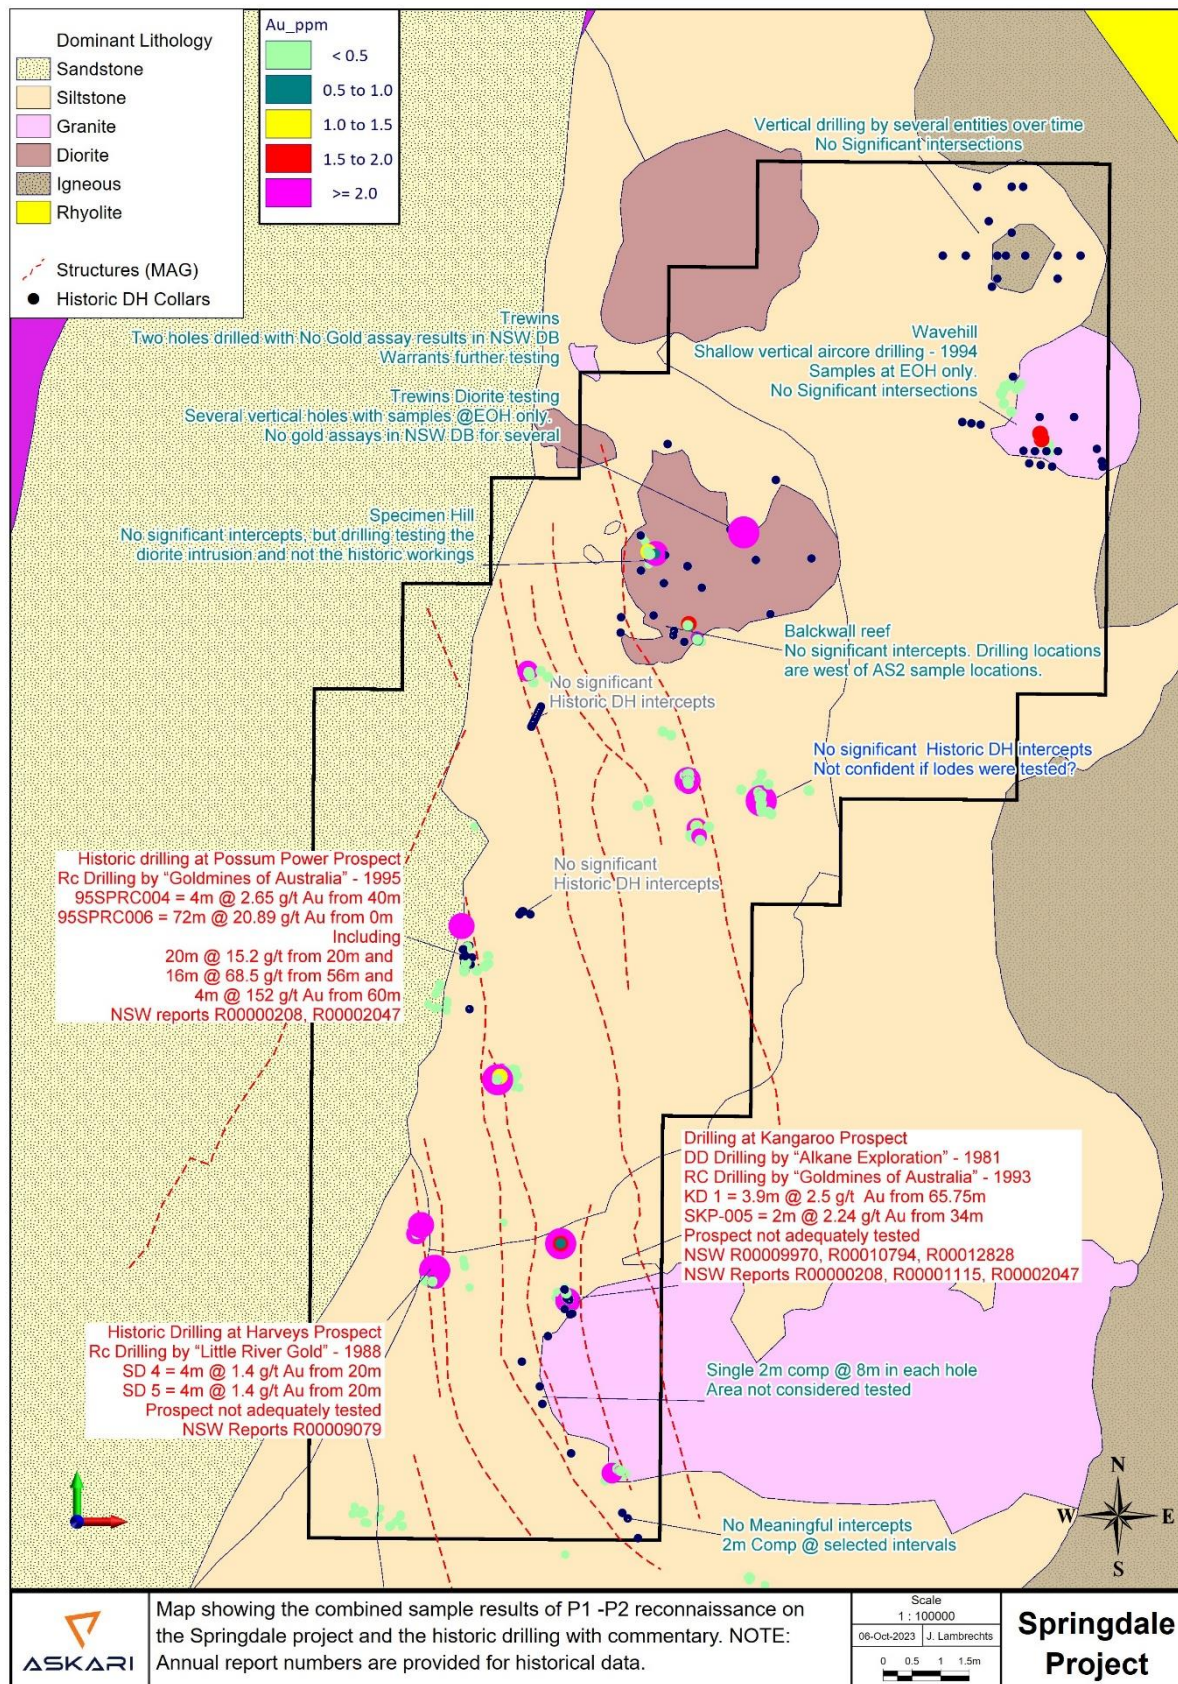 Dominant Lithology
Sandstone
Siltstone
Granite
Diorite
Igneous
Rhyolite
Structures (MAG)
Historic DH Collars
Au_ppm
< 0.5
0.5 to 1.0
1.0 to 1.5
1.5 to 2.0
>= 2.0
Vertical drilling by several entities over time
No Significant intersections
Trewins
Two holes drilled with No Gold assay results in NSW DB
Warrants further testing
Wavehill
Shallow vertical aircore drilling - 1994
Samples at EOH only.
No Significant intersections
Trewins Diorite testing
Several vertical holes with samples @EOH only.
No gold assays in NSW DB for several
Specimen Hill
No significant intercepts, but drilling testing the
diorite intrusion and not the historic workings
Balckwall reef
No significant intercepts. Drilling locations
are west of AS2 sample locations.
No significant
Historic DH intercepts
No significant Historic DH intercepts
Not confident if lodes were tested?
Historic drilling at Possum Power Prospect
Rc Drilling by "Goldmines of Australia" - 1995
95SPRC004 = 4m @ 2.65 g/t Au from 40m
95SPRC006 = 72m @ 20.89 g/t Au from 0m
Including
20m @ 15.2 g/t from 20m and
16m @ 68.5 g/t from 56m and
4m @ 152 g/t Au from 60m
NSW reports R00000208, R00002047
No significant
Historic DH intercepts
Drilling at Kangaroo Prospect
DD Drilling by "Alkane Exploration" - 1981
RC Drilling by "Goldmines of Australia" - 1993
KD 1 = 3.9m @ 2.5 g/t Au from 65.75m
SKP-005 = 2m @ 2.24 g/t Au from 34m
Prospect not adequately tested
NSW R00009970, R00010794, R00012828
NSW Reports R00000208, R00001115, R00002047
Historic Drilling at Harveys Prospect
Rc Drilling by "Little River Gold" - 1988
SD 4 = 4m @ 1.4 g/t Au from 20m
SD 5 = 4m @ 1.4 g/t Au from 20m
Prospect not adequately tested
NSW Reports R00009079
Single 2m comp @ 8m in each hole
Area not considered tested
No Meaningful intercepts
2m Comp @ selected intervals
N
W E
S
ASKARI
Map showing the combined sample results of P1 -P2 reconnaissance on
the Springdale project and the historic drilling with commentary. NOTE:
Annual report numbers are provided for historical data.
Scale
1 : 100000
06-Oct-2023 J. Lambrechts
0 0.5 1 1.5m
Springdale
Project